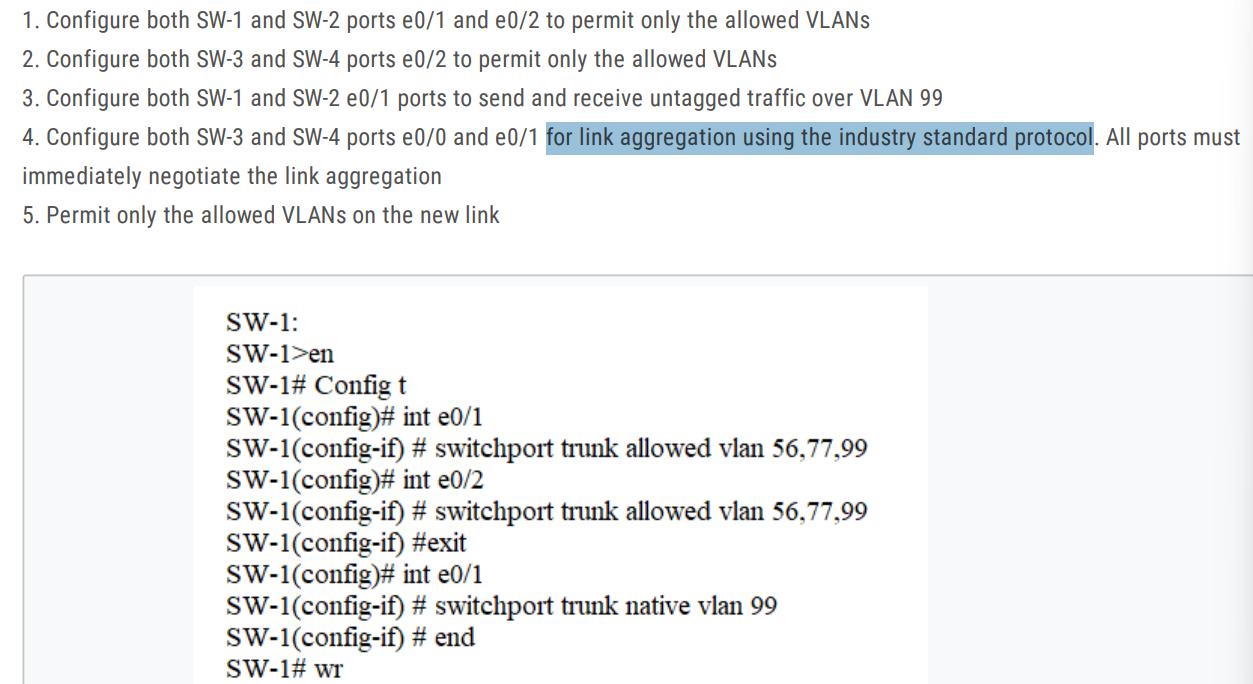 1. Configure both SW-1 and SW-2 ports e0/1 and e0/2 to permit only the allowed VLANs
2. Configure both SW-3 and SW-4 ports e0/2 to permit only the allowed VLANs
3. Configure both SW-1 and SW-2 e0/1 ports to send and receive untagged traffic over VLAN 99
4. Configure both SW-3 and SW-4 ports e0/0 and e0/1 for link aggregation using the industry standard protocol. All ports must
immediately negotiate the link aggregation
5. Permit only the allowed VLANs on the new link
SW-1:
SW-1>en
SW-1# Config t
SW-1(config)# int e0/1
SW-1(config-if) # switchport trunk allowed vlan 56,77,99
SW-1(config)# int e0/2
SW-1(config-if) # switchport trunk allowed vlan 56,77,99
SW-1(config-if) #exit
SW-1(config)# int e0/1
SW-1(config-if) # switchport trunk native vlan 99
SW-1(config-if) # end
SW-1# wr